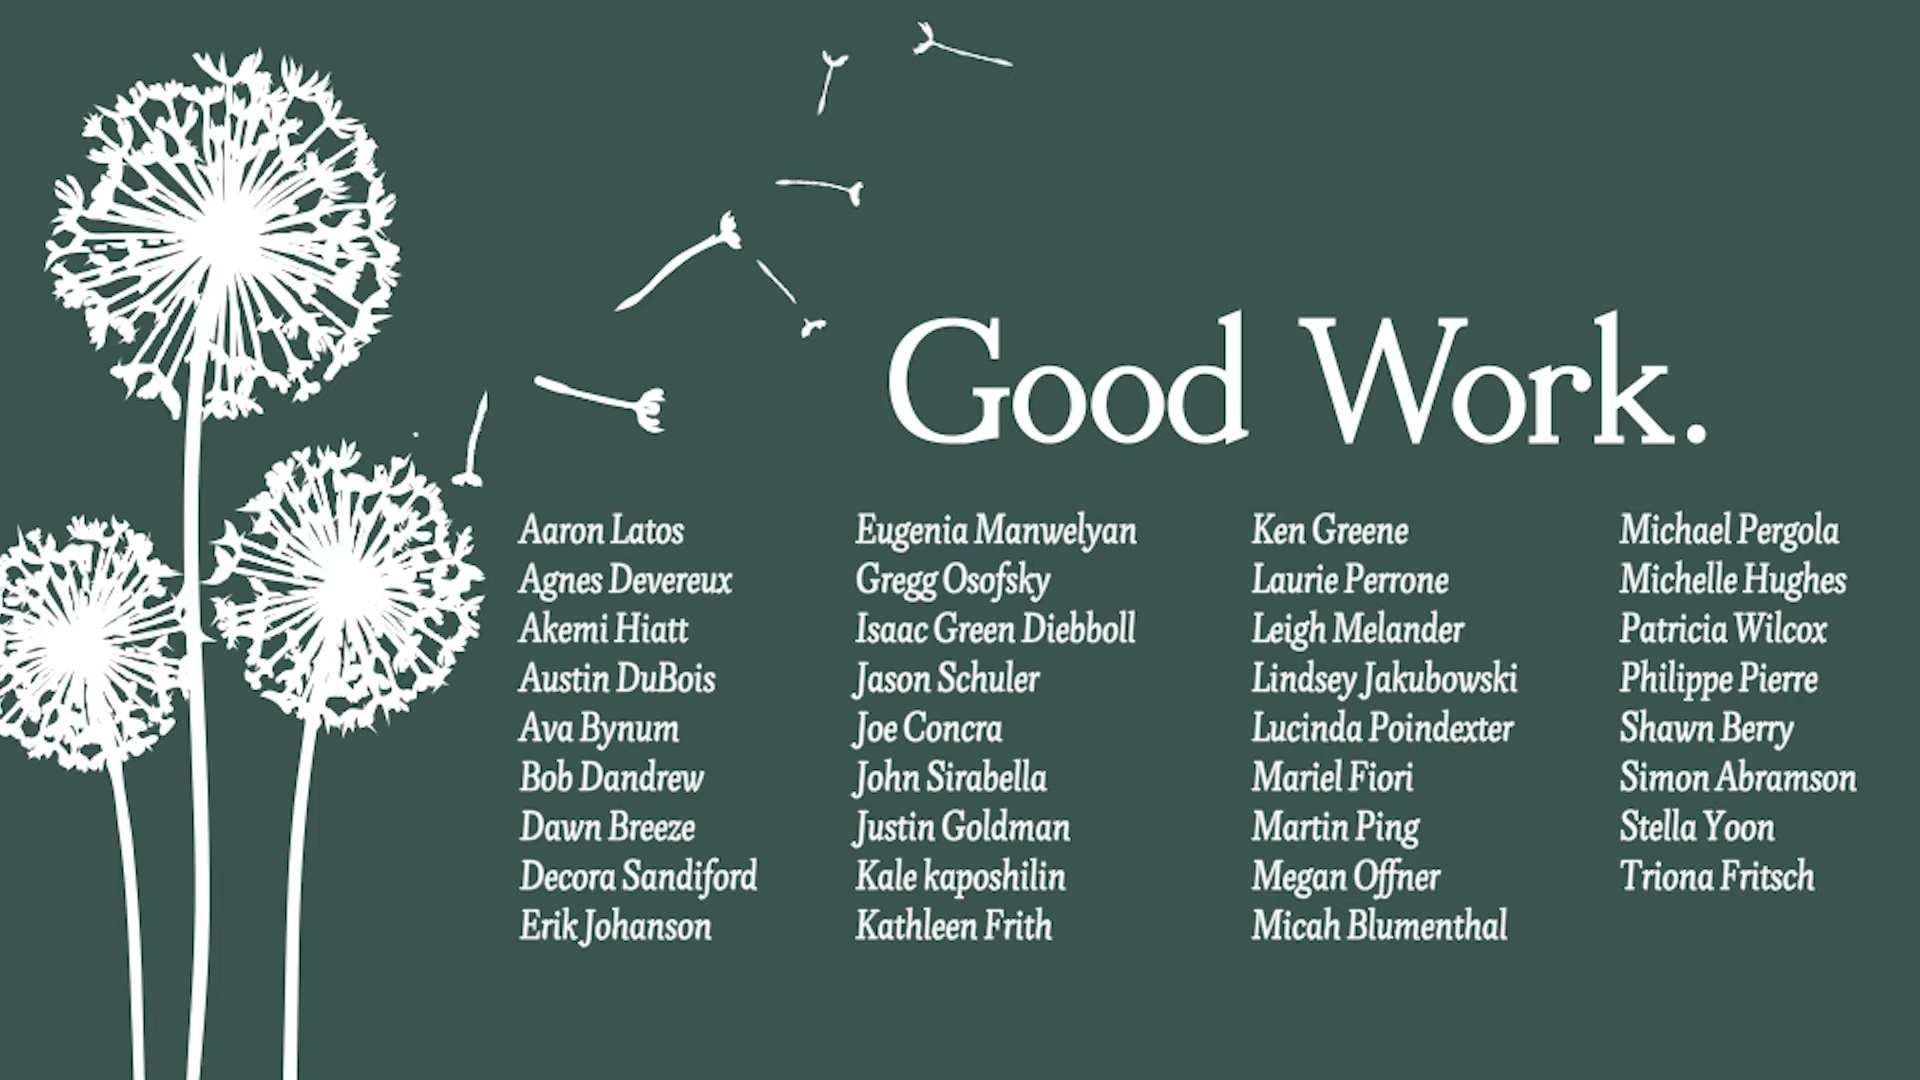 Good Work.
Aaron Latos
Agnes Devereux
Akemi Hiatt
Austin DuBois
Ava Bynum
Bob Dandrew
Dawn Breeze
Decora Sandiford
Erik Johanson
Eugenia Manwelyan
Gregg Osofsky
Isaac Green Diebboll
Jason Schuler
Joe Concra
John Sirabella
Justin Goldman
Kale kaposhilin
Kathleen Frith
Ken Greene
Laurie Perrone
Leigh Melander
Lindsey Jakubowski
Lucinda Poindexter
Mariel Fiori
Martin Ping
Megan Offner
Micah Blumenthal
Michael Pergola
Michelle Hughes
Patricia Wilcox
Philippe Pierre
Shawn Berry
Simon Abramson
Stella Yoon
Triona Fritsch